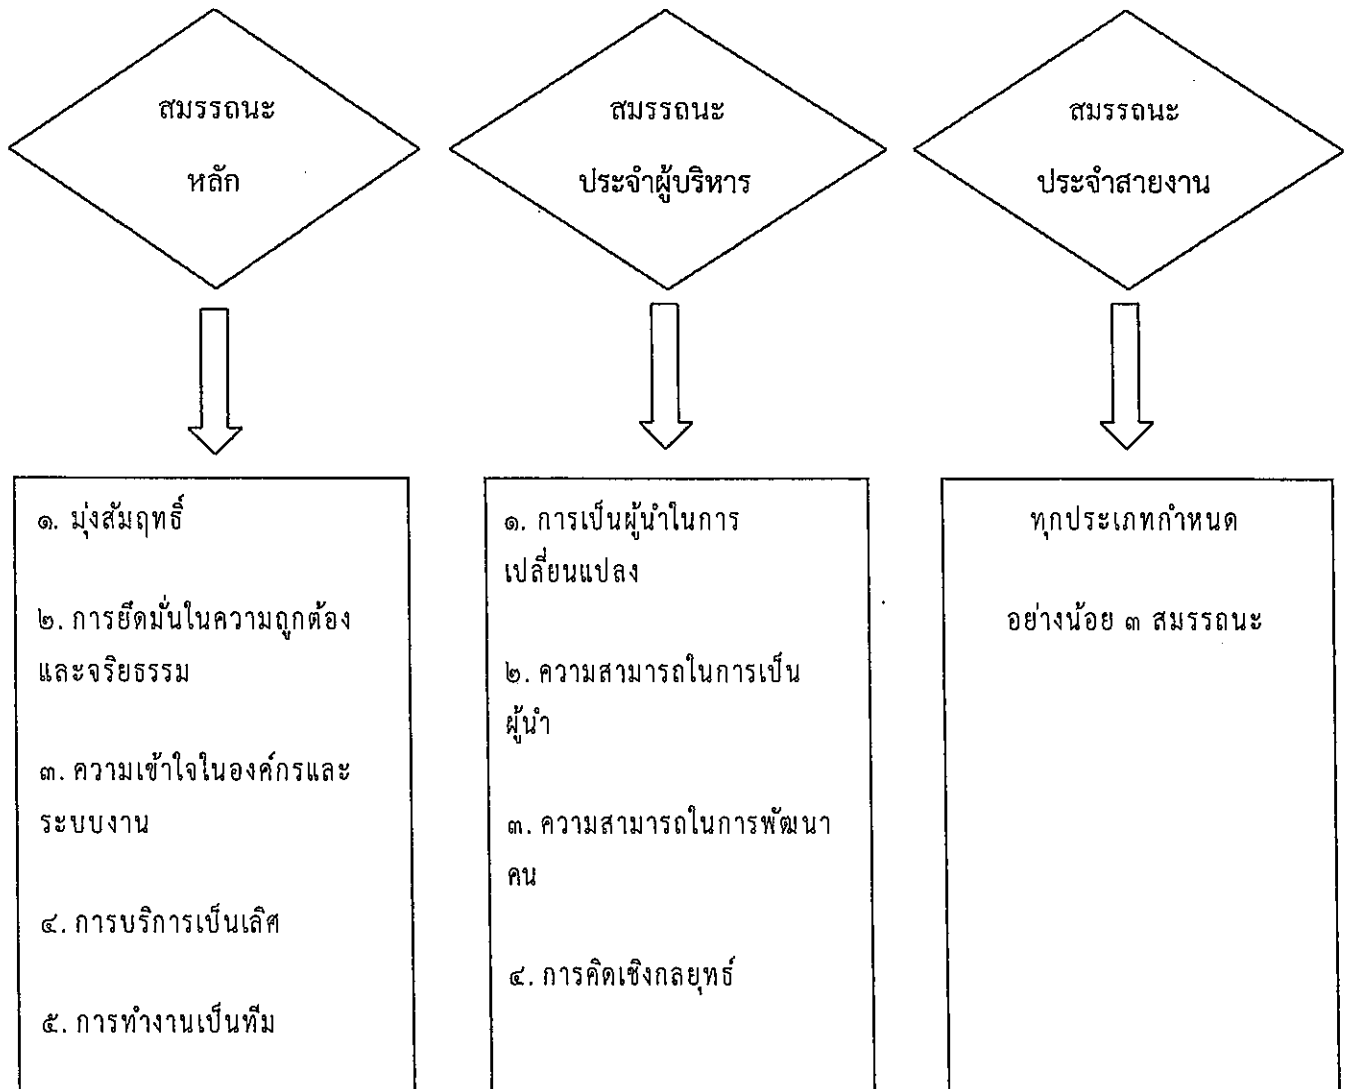 สมรรถนะ
หลัก
สมรรถนะ
ประจำผู้บริหาร
สมรรถนะ
ประจำสายงาน
๑. มุ่งสัมฤทธิ์
๒. การยึดมั่นในความถูกต้อง
และจริยธรรม
๓. ความเข้าใจในองค์กรและ
ระบบงาน
๔. การบริการเป็นเลิศ
๕. การทำงานเป็นทีม
๑. การเป็นผู้นำในการ
เปลี่ยนแปลง
๒. ความสามารถในการเป็น
ผู้นำ
๓. ความสามารถในการพัฒนา
คน
๔. การคิดเชิงกลยุทธ์
ทุกประเภทกำหนด
อย่างน้อย ๓ สมรรถนะ